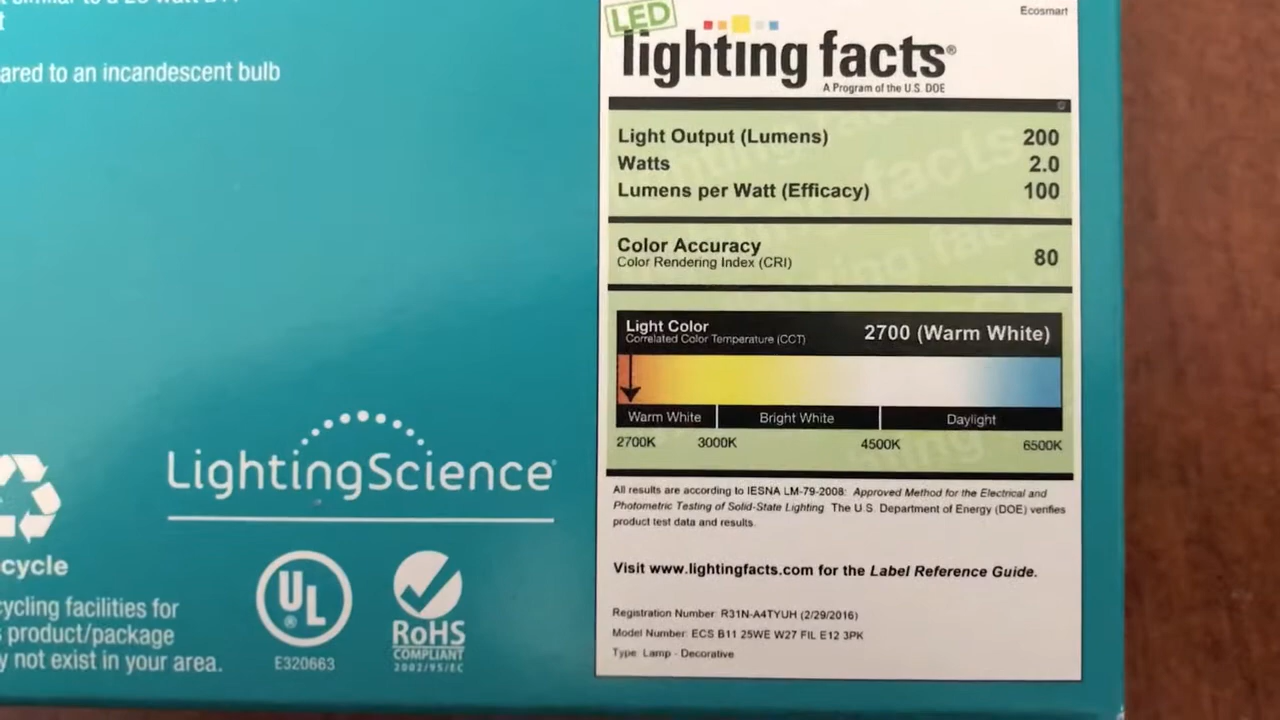 similar to a 25 watt B11
t
ared to an incandescent bulb
LightingScience
cycle
cycling facilities for
s product/package
y not exist in your area.
UL
®
E320663
RoHS
COMPLIANT
2002/95/EC
Ecosmart
LED
lighting facts®
A Program of the U.S. DOE
Light Output (Lumens) 200
Watts 2.0
Lumens per Watt (Efficacy) 100
Color Accuracy
Color Rendering Index (CRI) 80
Light Color
Correlated Color Temperature (CCT) 2700 (Warm White)
Warm White Bright White Daylight
2700K 3000K 4500K 6500K
All results are according to IESNA LM-79-2008: Approved Method for the Electrical and
Photometric Testing of Solid-State Lighting The U.S. Department of Energy (DOE) verifies
product test data and results.
Visit www.lightingfacts.com for the Label Reference Guide.
Registration Number: R31N-A4TYUH (2/29/2016)
Model Number: ECS B11 25WE W27 FIL E12 3PK
Type: Lamp - Decorative